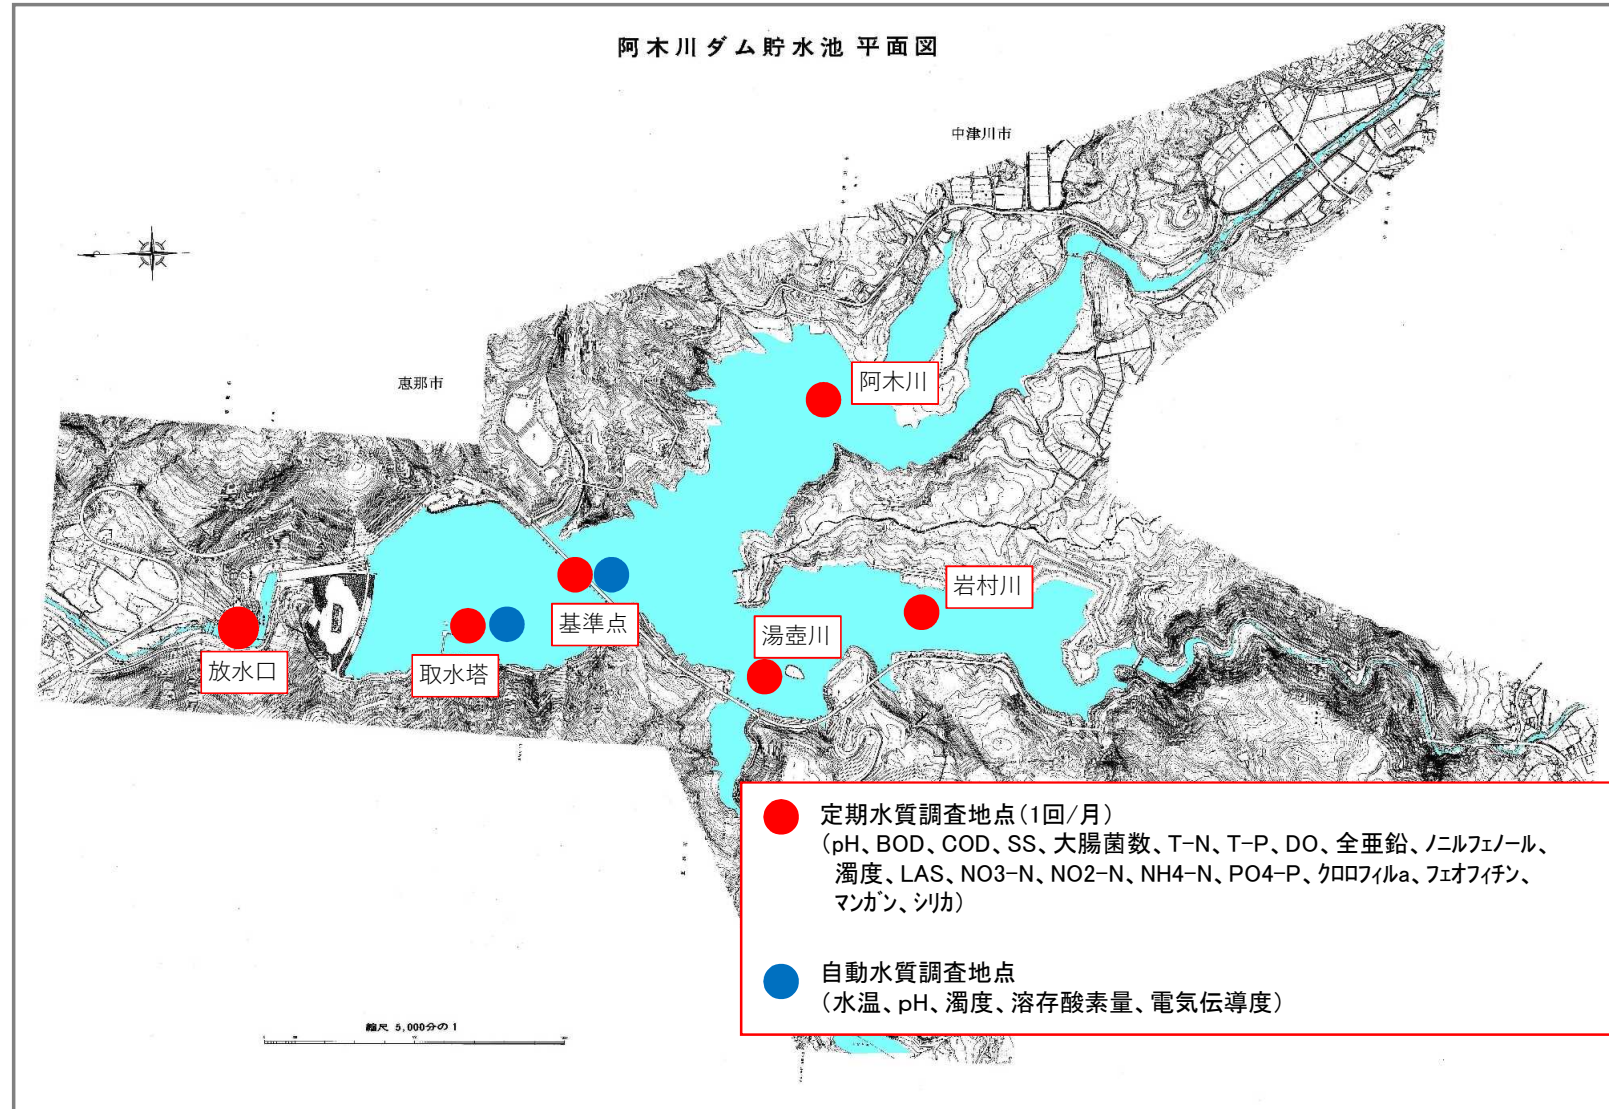 阿木川ダム貯水池 平面図
中津川市
恵那市
阿木川
岩村川
基準点
湯壺川
取水塔
放水口
定期水質調査地点(1回/月)
(pH、BOD、COD、SS、大腸菌数、T-N、T-P、DO、全亜鉛、ノニルフェノール、
濁度、LAS、NO3-N、NO2-N、NH4-N、PO4-P、クロロフィルa、フェオフィチン、
マンガン、シリカ)
自動水質調査地点
(水温、pH、濁度、溶存酸素量、電気伝導度)
縮尺 5,000分の1